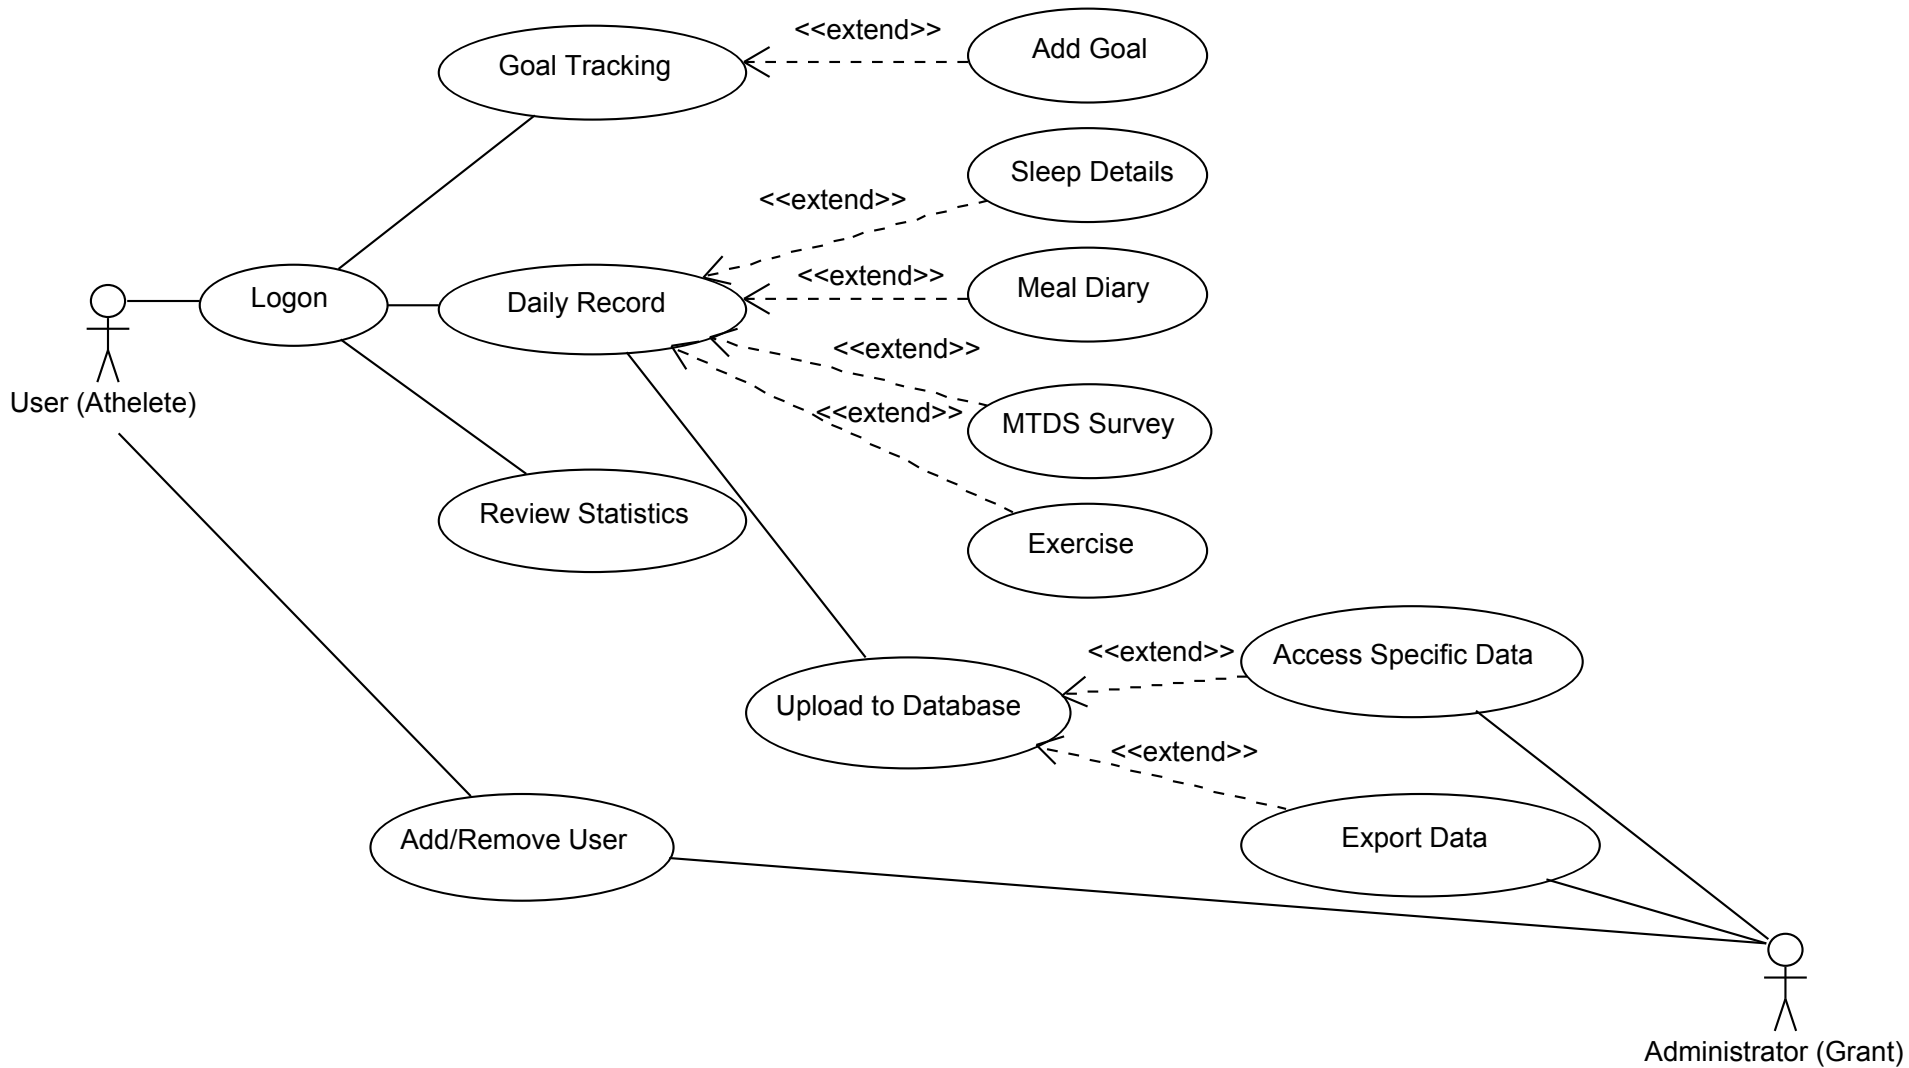 <<extend>>
Goal Tracking
Add Goal
Sleep Details
<<extend>>
<<extend>>
Meal Diary
Logon
Daily Record
<<extend>>
User (Athelete)
<<extend>>
MTDS Survey
Review Statistics
Exercise
<<extend>>
Access Specific Data
Upload to Database
<<extend>>
Add/Remove User
Export Data
Administrator (Grant)